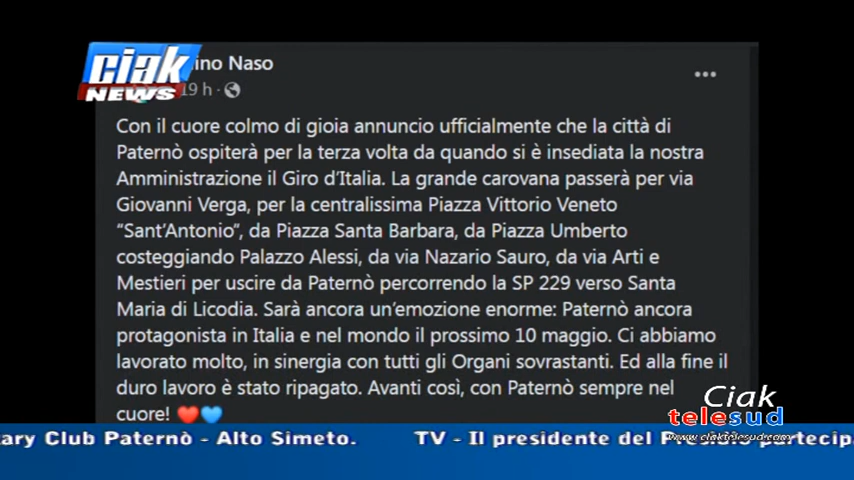 ciak
NEWS
ino Naso
19 h
Con il cuore colmo di gioia annuncio ufficialmente che la città di
Paternò ospiterà per la terza volta da quando si è insediata la nostra
Amministrazione il Giro d'Italia. La grande carovana passerà per via
Giovanni Verga, per la centralissima Piazza Vittorio Veneto
“Sant'Antonio”, da Piazza Santa Barbara, da Piazza Umberto
costeggiando Palazzo Alessi, da via Nazario Sauro, da via Arti e
Mestieri per uscire da Paternò percorrendo la SP 229 verso Santa
Maria di Licodia. Sarà ancora un'emozione enorme: Paternò ancora
protagonista in Italia e nel mondo il prossimo 10 maggio. Ci abbiamo
lavorato molto, in sinergia con tutti gli Organi sovrastanti. Ed alla fine il
duro lavoro è stato ripagato. Avanti così, con Paternò sempre nel
cuore! ❤️💙
Ciak
telesud
www.ciaktelesud.com
tary Club Paternò - Alto Simeto. TV - Il presidente del Presidio partecipa